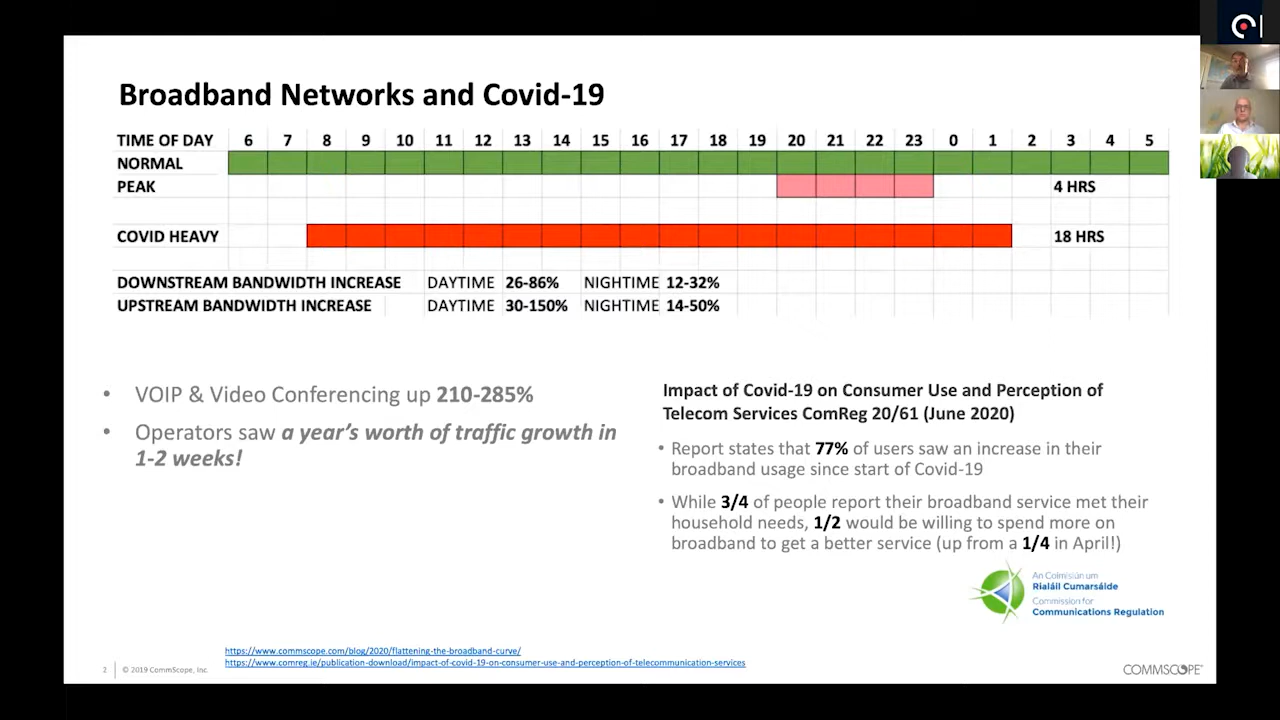 Broadband Networks and Covid-19
TIME OF DAY 6 7 8 9 10 11 12 13 14 15 16 17 18 19 20 21 22 23 0 1 2 3 4 5
NORMAL
PEAK 4 HRS
COVID HEAVY 18 HRS
DOWNSTREAM BANDWIDTH INCREASE DAYTIME 26-86% NIGHTIME 12-32%
UPSTREAM BANDWIDTH INCREASE DAYTIME 30-150% NIGHTIME 14-50%
• VOIP & Video Conferencing up 210-285%
• Operators saw a year's worth of traffic growth in
1-2 weeks!
Impact of Covid-19 on Consumer Use and Perception of
Telecom Services ComReg 20/61 (June 2020)
• Report states that 77% of users saw an increase in their
broadband usage since start of Covid-19
• While 3/4 of people report their broadband service met their
household needs, 1/2 would be willing to spend more on
broadband to get a better service (up from a 1/4 in April!)
An Coimisiún um
Rialáil Cumarsáide
Commission for
Communications Regulation
https://www.commscope.com/blog/2020/flattening-the-broadband-curve/
https://www.comreg.ie/publication-download/impact-of-covid-19-on-consumer-use-and-perception-of-telecommunication-services
2 © 2019 CommScope, Inc.
COMMSCOPE®